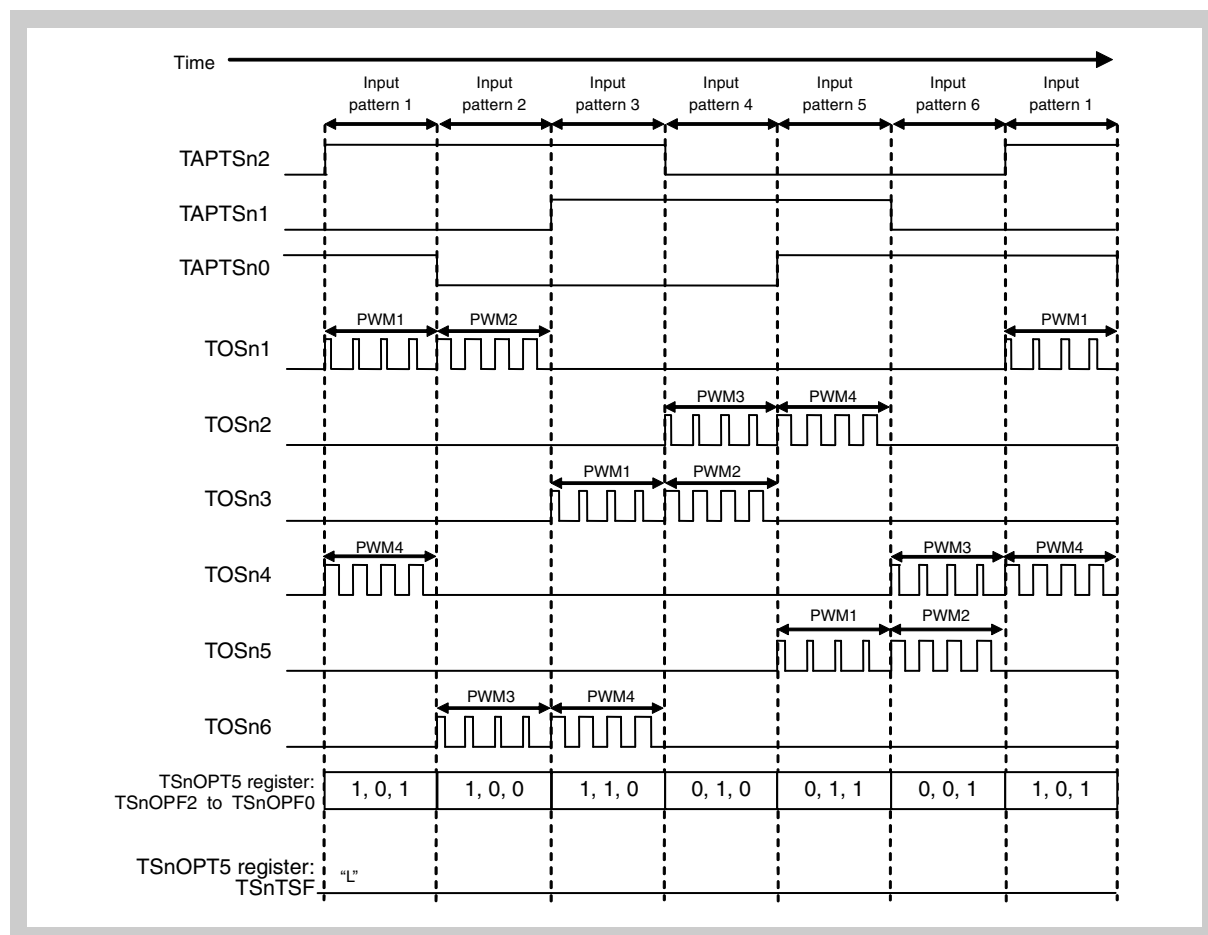 Time
Input Input Input Input Input Input Input
pattern 1 pattern 2 pattern 3 pattern 4 pattern 5 pattern 6 pattern 1
TAPTSn2
TAPTSn1
TAPTSn0
PWM1 PWM2 PWM1
TOSn1
PWM3 PWM4
TOSn2
PWM1 PWM2
TOSn3
PWM4 PWM3 PWM4
TOSn4
PWM1 PWM2
TOSn5
PWM3 PWM4
TOSn6
TSnOPT5 register:
TSnOPF2 to TSnOPF0
1, 0, 1 1, 0, 0 1, 1, 0 0, 1, 0 0, 1, 1 0, 0, 1 1, 0, 1
TSnOPT5 register:
TSnTSF
“L”